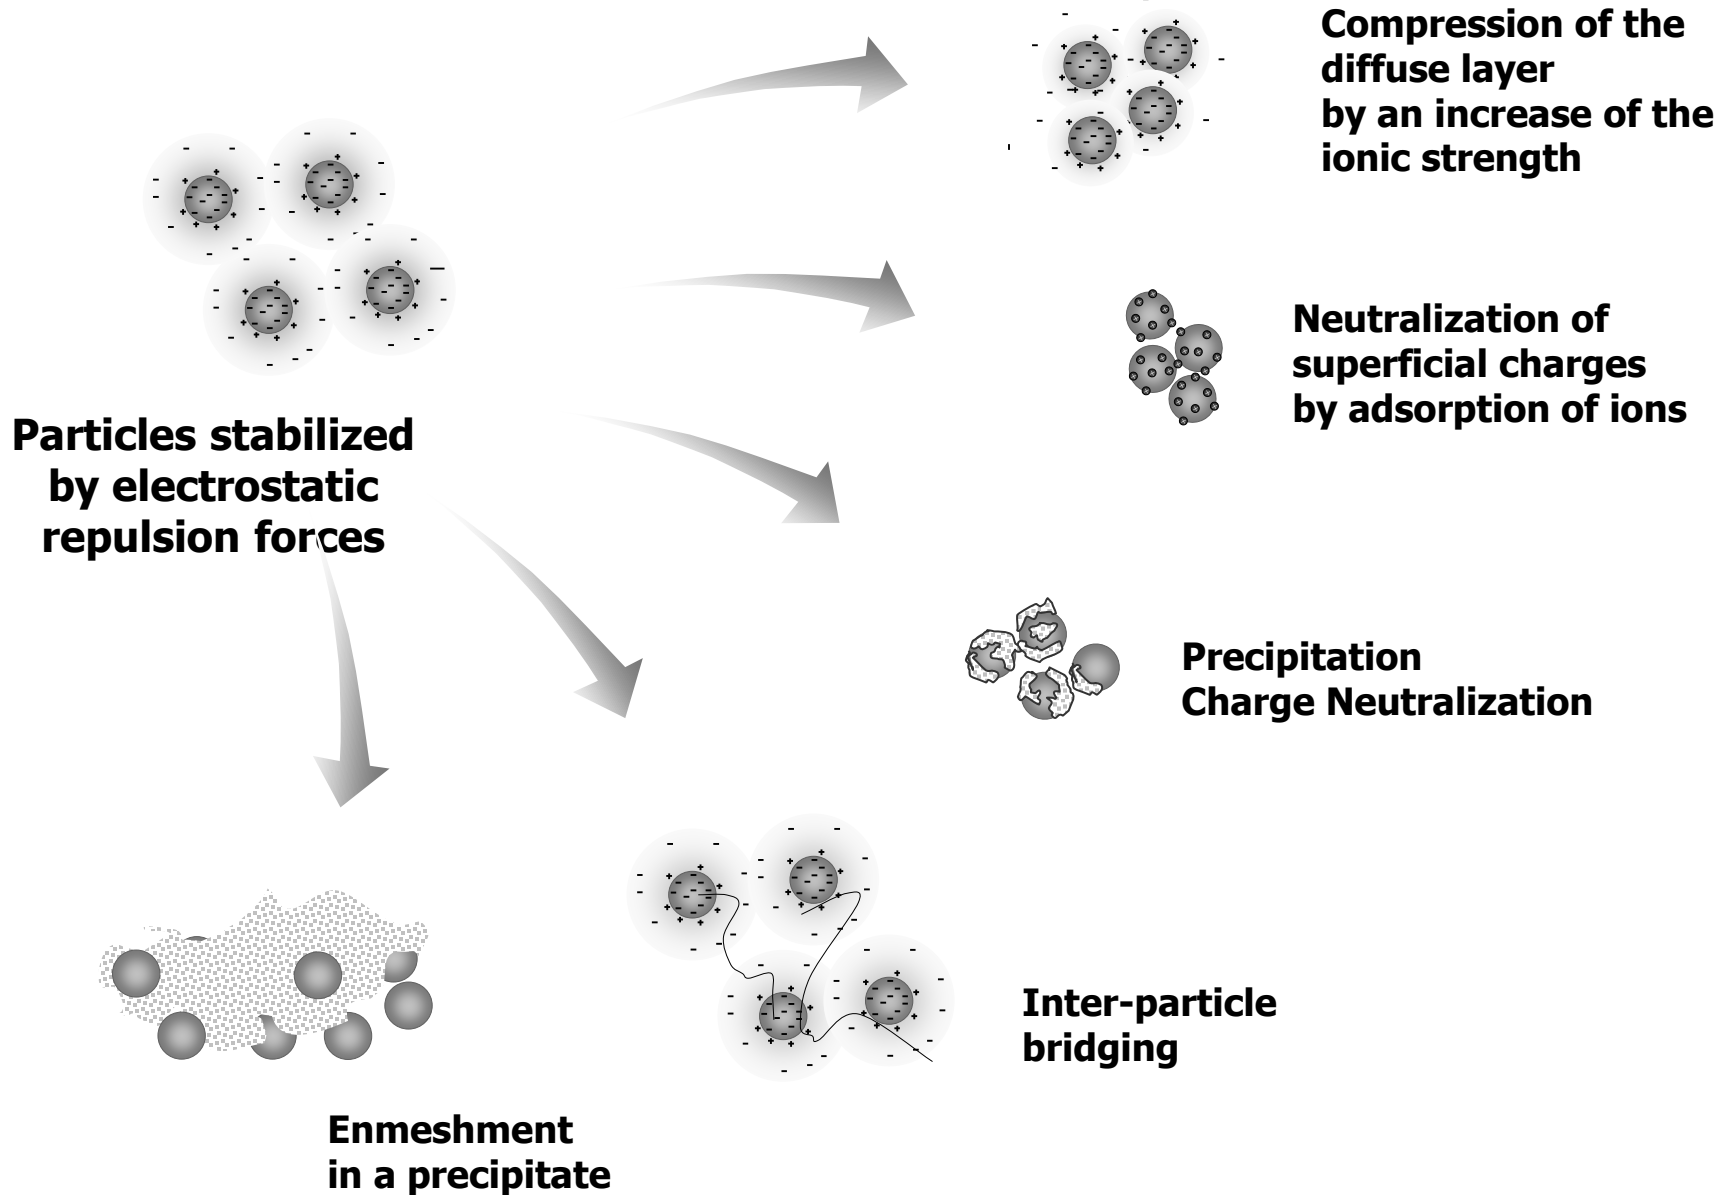 Compression of the
diffuse layer
by an increase of the
ionic strength
Neutralization of
superficial charges
by adsorption of ions
Particles stabilized
by electrostatic
repulsion forces
Precipitation
Charge Neutralization
Inter-particle
bridging
Enmeshment
in a precipitate